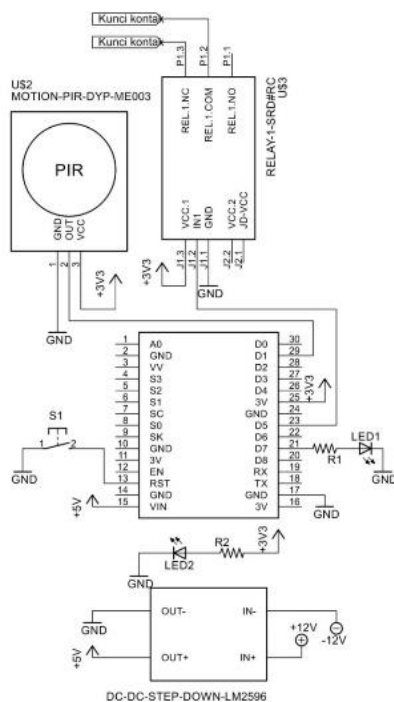 Kunci kontak
Kunci kontak
P1.3
P1.2
P1.1
REL.1.NC
REL.1.COM
REL.1.NO
RELAY-1-SRD#RC
U$3
VCC.1
IN1
GND
VCC.2
JD-VCC
J1.3
J1.2
J1.1
J2.2
J2.1
+3V3
GND
U$2
MOTION-PIR-DYP-ME003
PIR
GND
OUT
VCC
1
2
3
+3V3
GND
1 A0 D0 30
2 GND D1 29
3 VV D2 28
4 S3 D3 27
5 S2 D4 26
6 S1 3V 25
7 SC GND 24
8 S0 D5 23
9 SK D6 22
10 GND D7 21
11 3V D8 20
12 EN RX 19
13 RST TX 18
14 GND GND 17
15 VIN 3V 16
+3V3
S1
1 2
GND
+5V
R1
LED1
GND
GND
LED2
R2
+3V3
GND
GND
OUT- IN-
+12V
-12V
+5V
OUT+ IN+
DC-DC-STEP-DOWN-LM2596